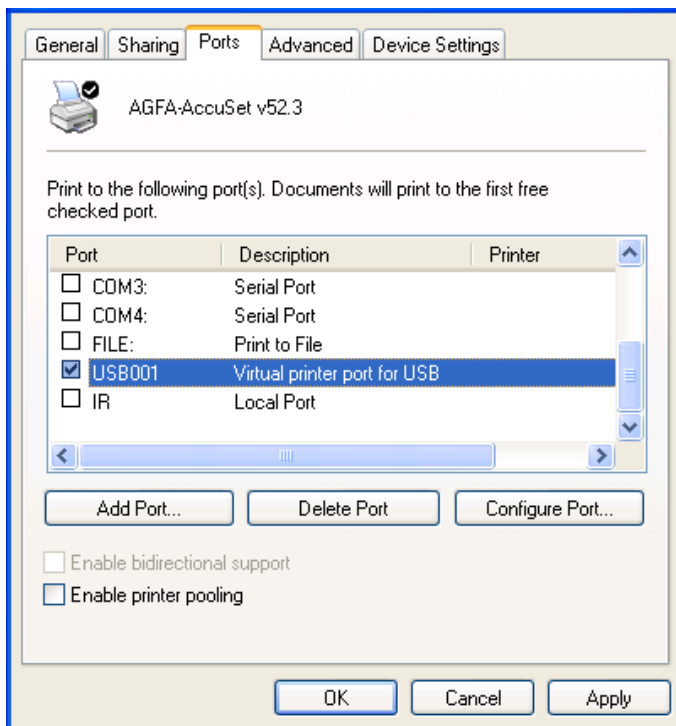 General Sharing Ports Advanced Device Settings
AGFA-AccuSet v52.3
Print to the following port(s). Documents will print to the first free
checked port.
Port Description Printer
COM3: Serial Port
COM4: Serial Port
FILE: Print to File
USB001 Virtual printer port for USB
IR Local Port
Add Port... Delete Port Configure Port...
Enable bidirectional support
Enable printer pooling
OK Cancel Apply